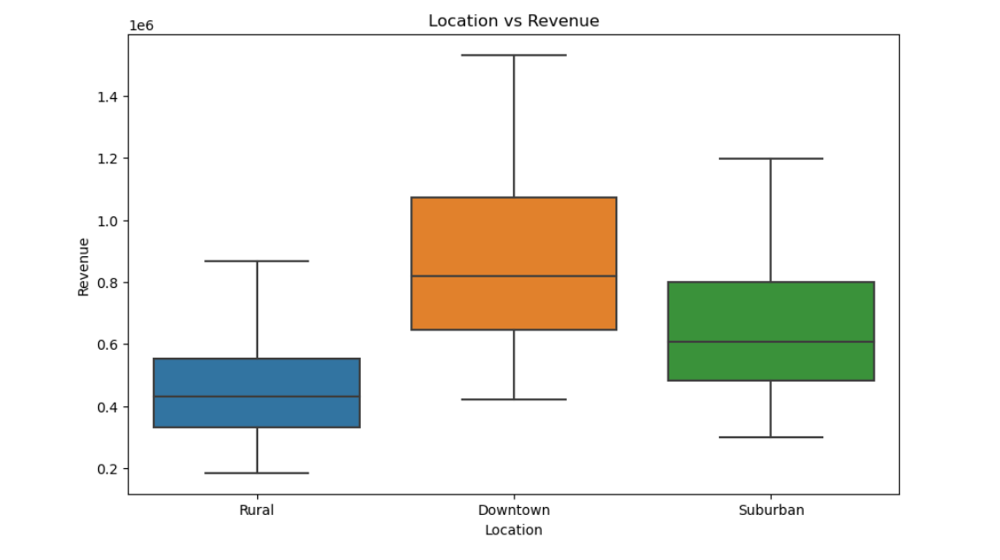 Location vs Revenue
1e6
1.4
1.2
1.0
0.8
0.6
0.4
0.2
Revenue
Rural Downtown Suburban
Location